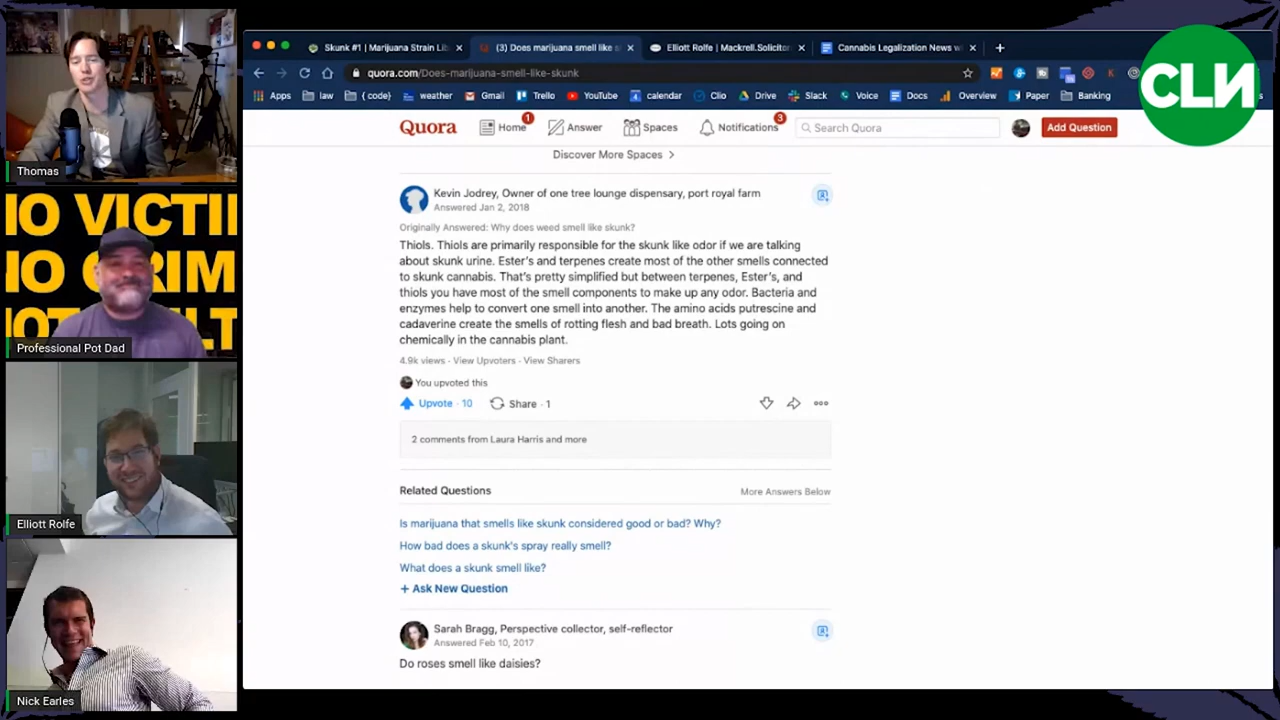 Thomas
NO VICTI
NO CRIM
NOT
LT
Professional Pot Dad
Elliott Rolfe
Nick Earles
Skunk #1 | Marijuana Strain Lib
(3) Does marijuana smell like s
Elliott Rolfe | Mackrell.Solicitor
Cannabis Legalization News w
quora.com/Does-marijuana-smell-like-skunk
Apps law { code} weather Gmail Trello YouTube calendar Clio Drive Slack Voice Docs Overview Paper Banking
CLN
Quora Home 1 Answer Spaces Notifications 3 Search Quora Add Question
Discover More Spaces >
Kevin Jodrey, Owner of one tree lounge dispensary, port royal farm
Answered Jan 2, 2018
Originally Answered: Why does weed smell like skunk?
Thiols. Thiols are primarily responsible for the skunk like odor if we are talking
about skunk urine. Ester's and terpenes create most of the other smells connected
to skunk cannabis. That's pretty simplified but between terpenes, Ester's, and
thiols you have most of the smell components to make up any odor. Bacteria and
enzymes help to convert one smell into another. The amino acids putrescine and
cadaverine create the smells of rotting flesh and bad breath. Lots going on
chemically in the cannabis plant.
4.9k views · View Upvoters · View Sharers
You upvoted this
Upvote · 10 Share · 1
2 comments from Laura Harris and more
Related Questions More Answers Below
Is marijuana that smells like skunk considered good or bad? Why?
How bad does a skunk's spray really smell?
What does a skunk smell like?
+ Ask New Question
Sarah Bragg, Perspective collector, self-reflector
Answered Feb 10, 2017
Do roses smell like daisies?